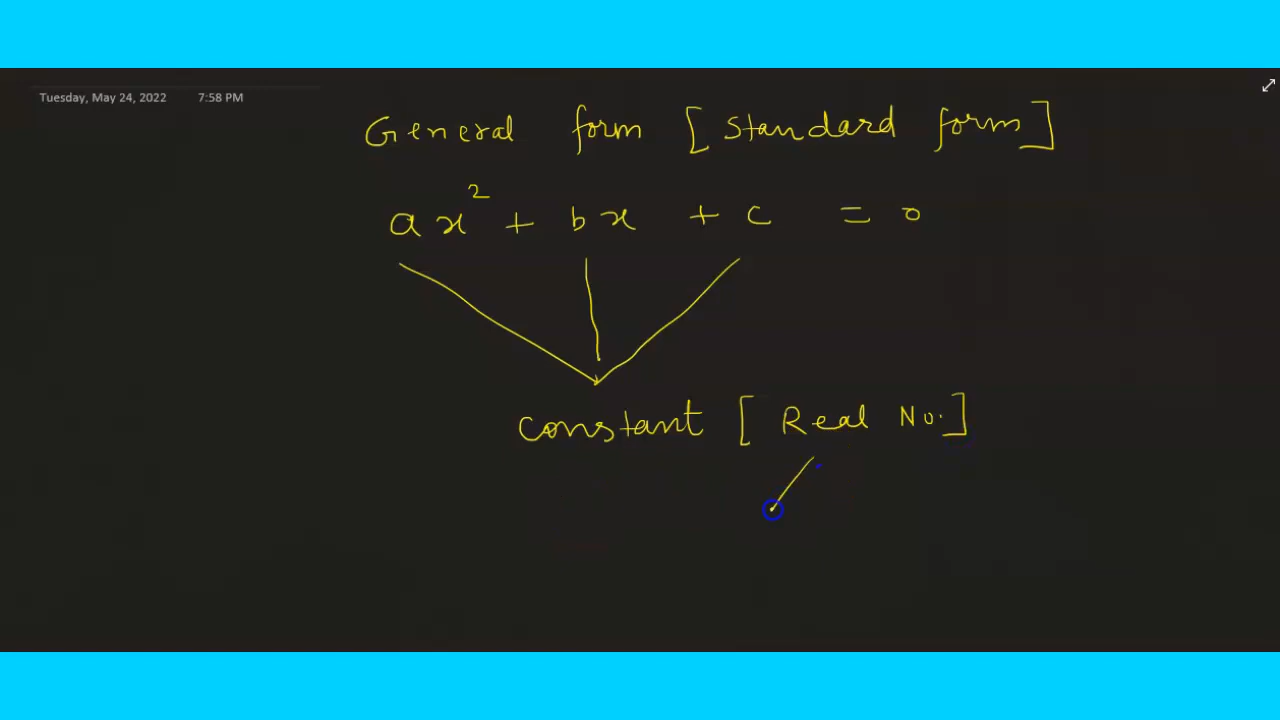 Tuesday, May 24, 2022 7:58 PM
General form [Standard form]
ax² + bx + c = 0
Constant [Real No.]